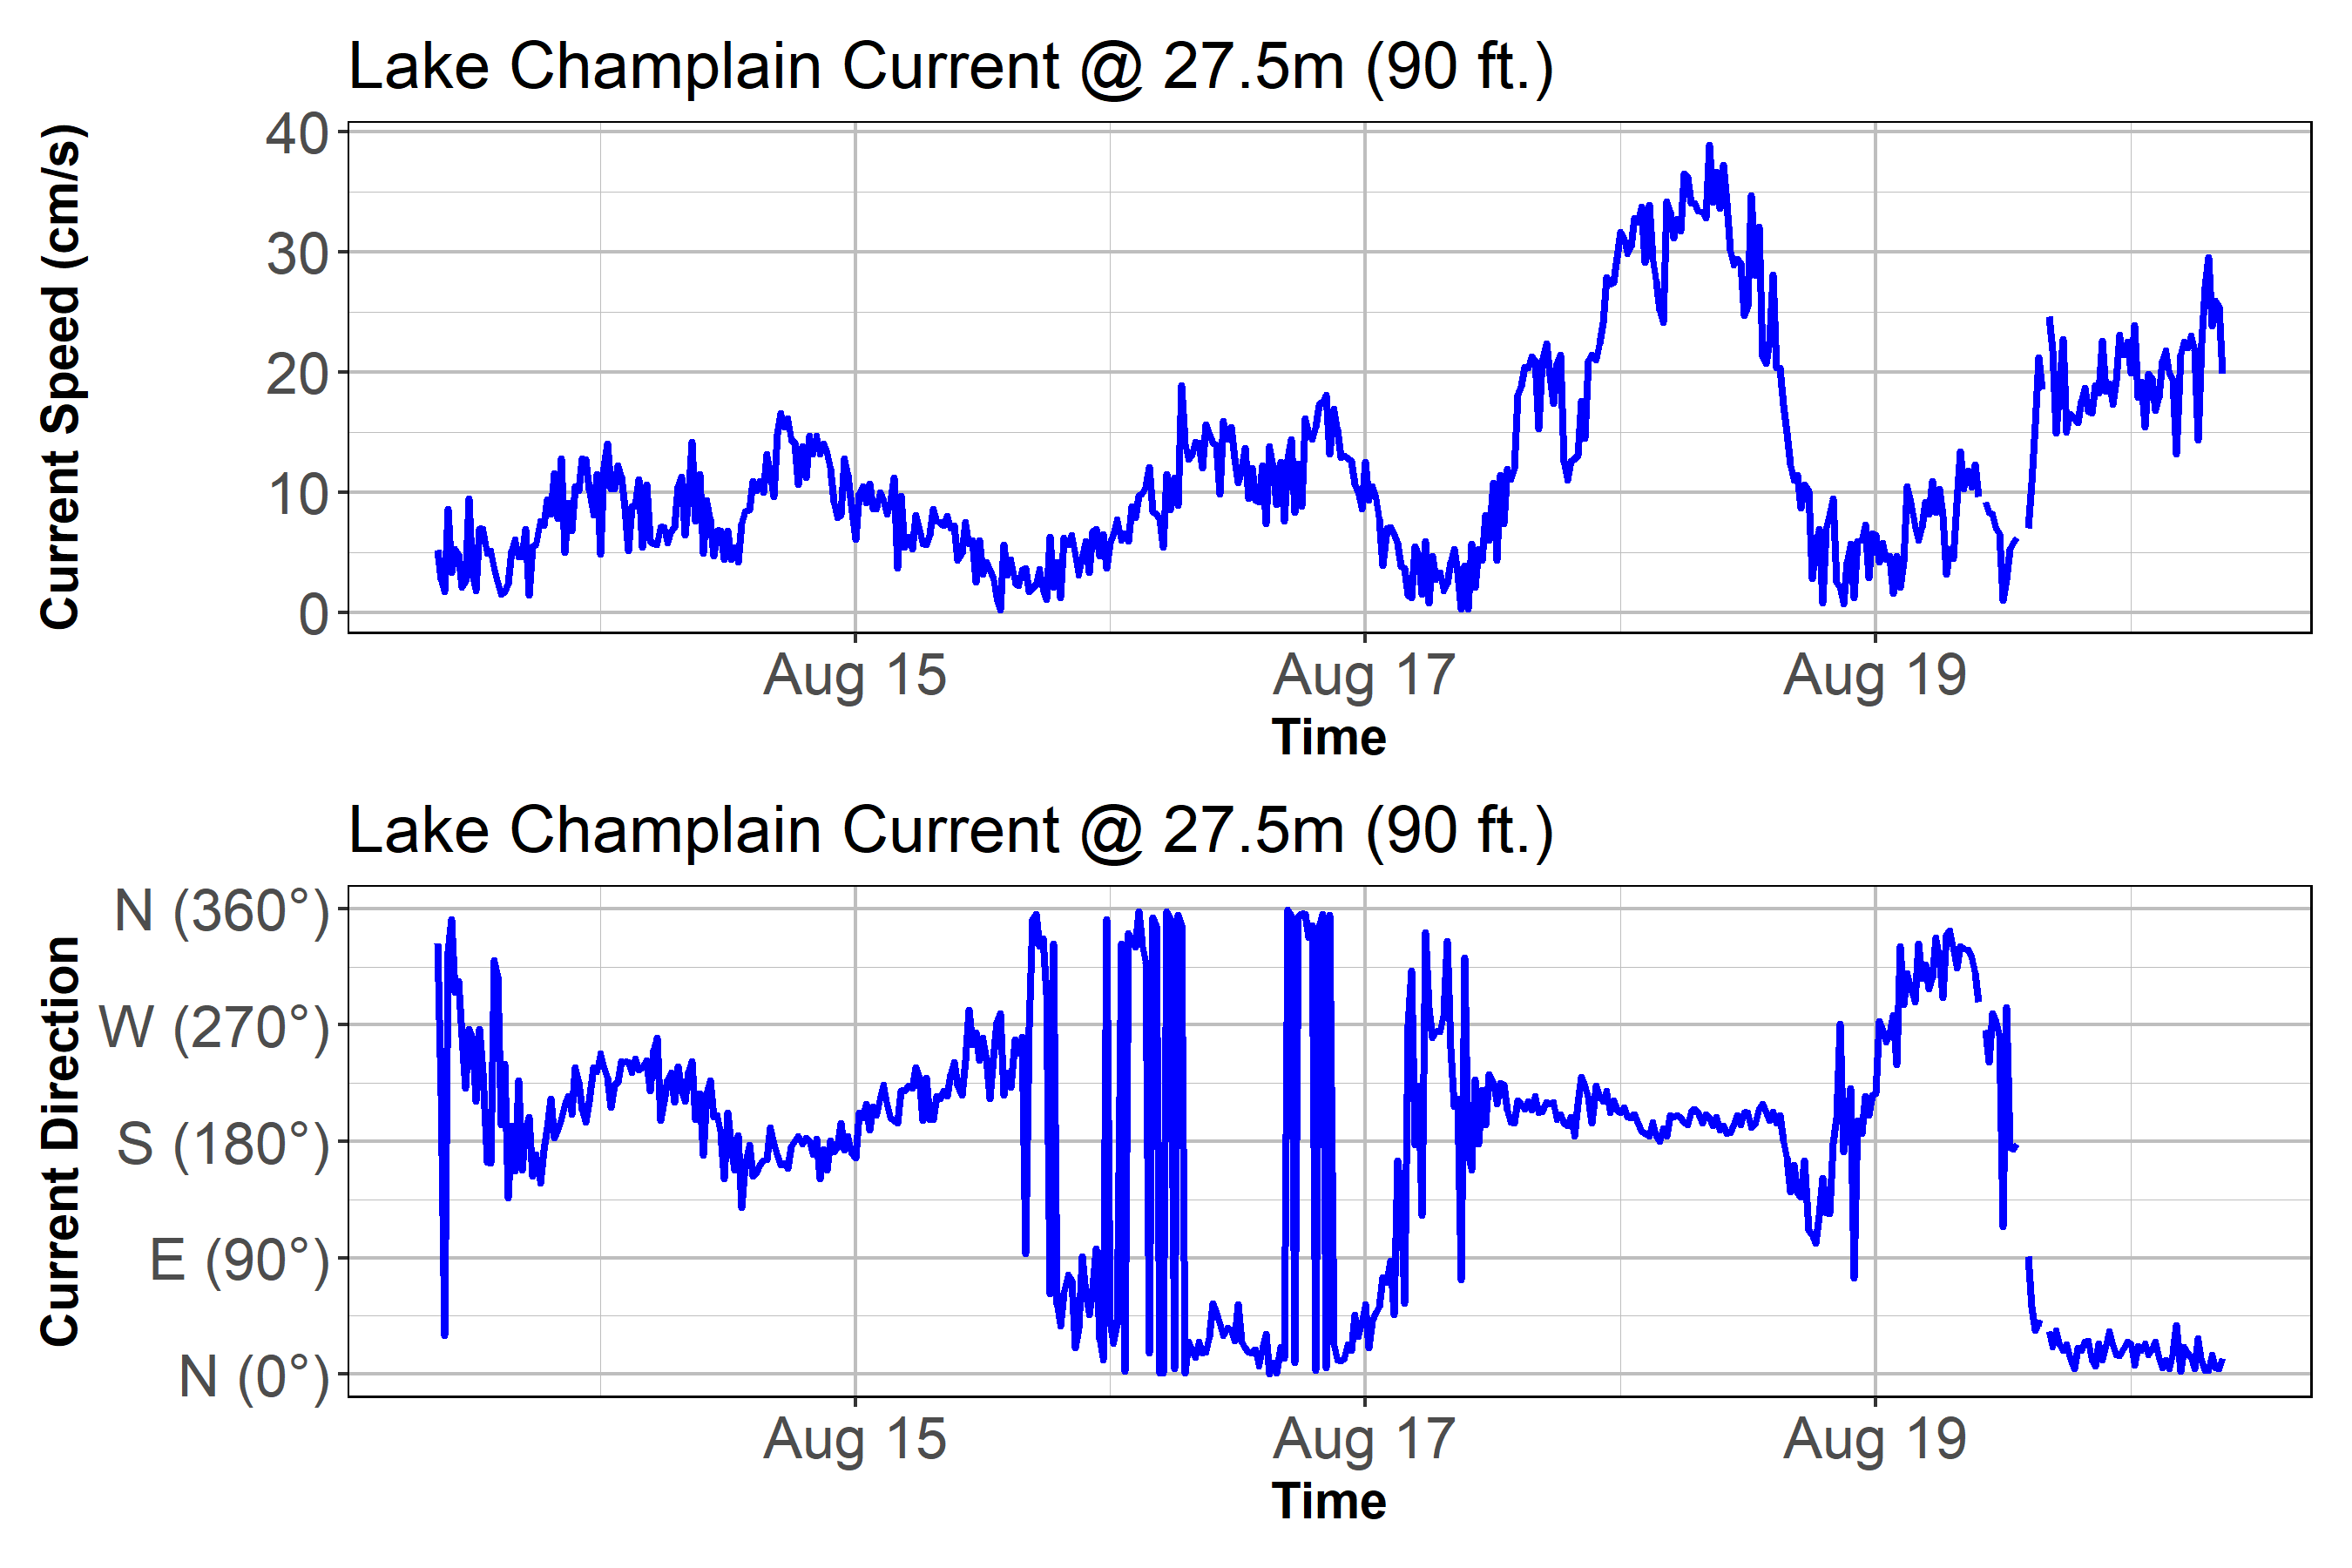 Lake Champlain Current @ 27.5m (90 ft.)
Current Speed (cm/s)
40
30
20
10
0
Aug 15 Aug 17 Aug 19
Time
Lake Champlain Current @ 27.5m (90 ft.)
Current Direction
N (360°)
W (270°)
S (180°)
E (90°)
N (0°)
Aug 15 Aug 17 Aug 19
Time